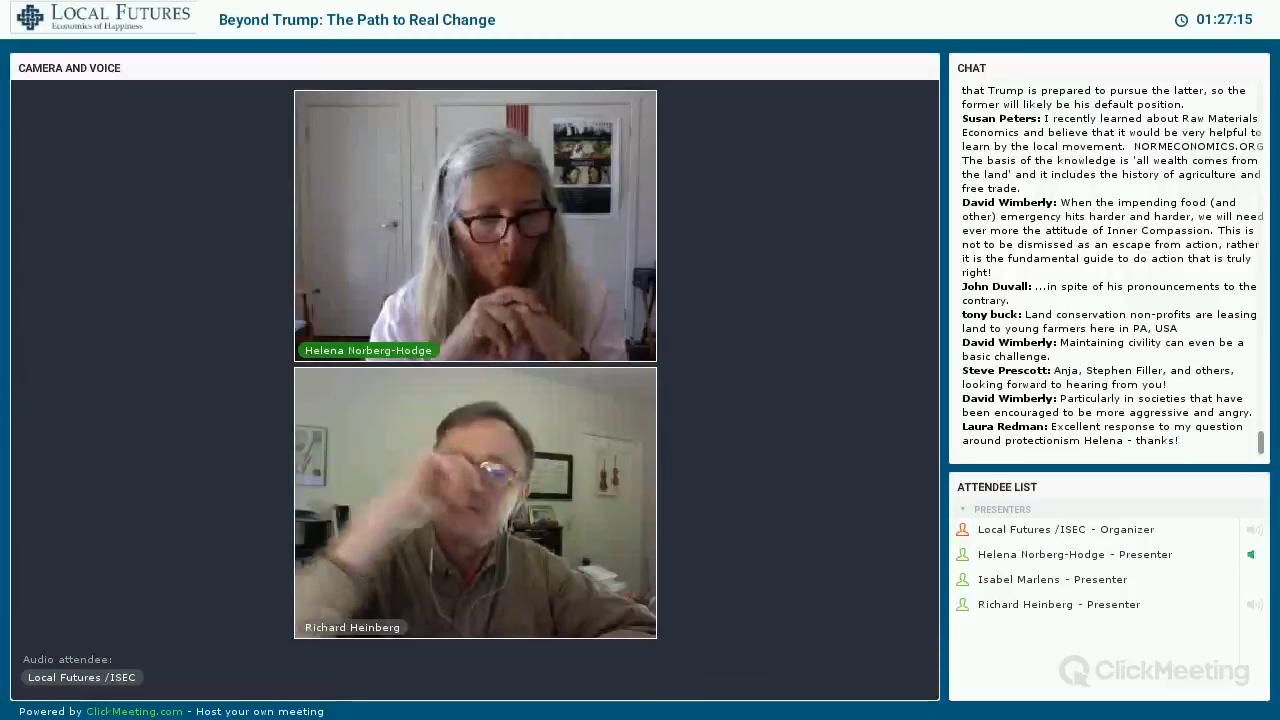 LOCAL FUTURES
Economics of Happiness
Beyond Trump: The Path to Real Change
01:27:15
CAMERA AND VOICE
Helena Norberg-Hodge
Richard Heinberg
Audio attendee:
Local Futures /ISEC
CHAT
that Trump is prepared to pursue the latter, so the
former will likely be his default position.
Susan Peters: I recently learned about Raw Materials
Economics and believe that it would be very helpful to
learn by the local movement. NORMECONOMICS.ORG
The basis of the knowledge is 'all wealth comes from
the land' and it includes the history of agriculture and
free trade.
David Wimberly: When the impending food (and
other) emergency hits harder and harder, we will need
ever more the attitude of Inner Compassion. This is
not to be dismissed as an escape from action, rather
it is the fundamental guide to do action that is truly
right!
John Duvall: ...in spite of his pronouncements to the
contrary.
tony buck: Land conservation non-profits are leasing
land to young farmers here in PA, USA
David Wimberly: Maintaining civility can even be a
basic challenge.
Steve Prescott: Anja, Stephen Filler, and others,
looking forward to hearing from you!
David Wimberly: Particularly in societies that have
been encouraged to be more aggressive and angry.
Laura Redman: Excellent response to my question
around protectionism Helena - thanks!
ATTENDEE LIST
PRESENTERS
Local Futures /ISEC - Organizer
Helena Norberg-Hodge - Presenter
Isabel Marlens - Presenter
Richard Heinberg - Presenter
ClickMeeting
Powered by ClickMeeting.com - Host your own meeting